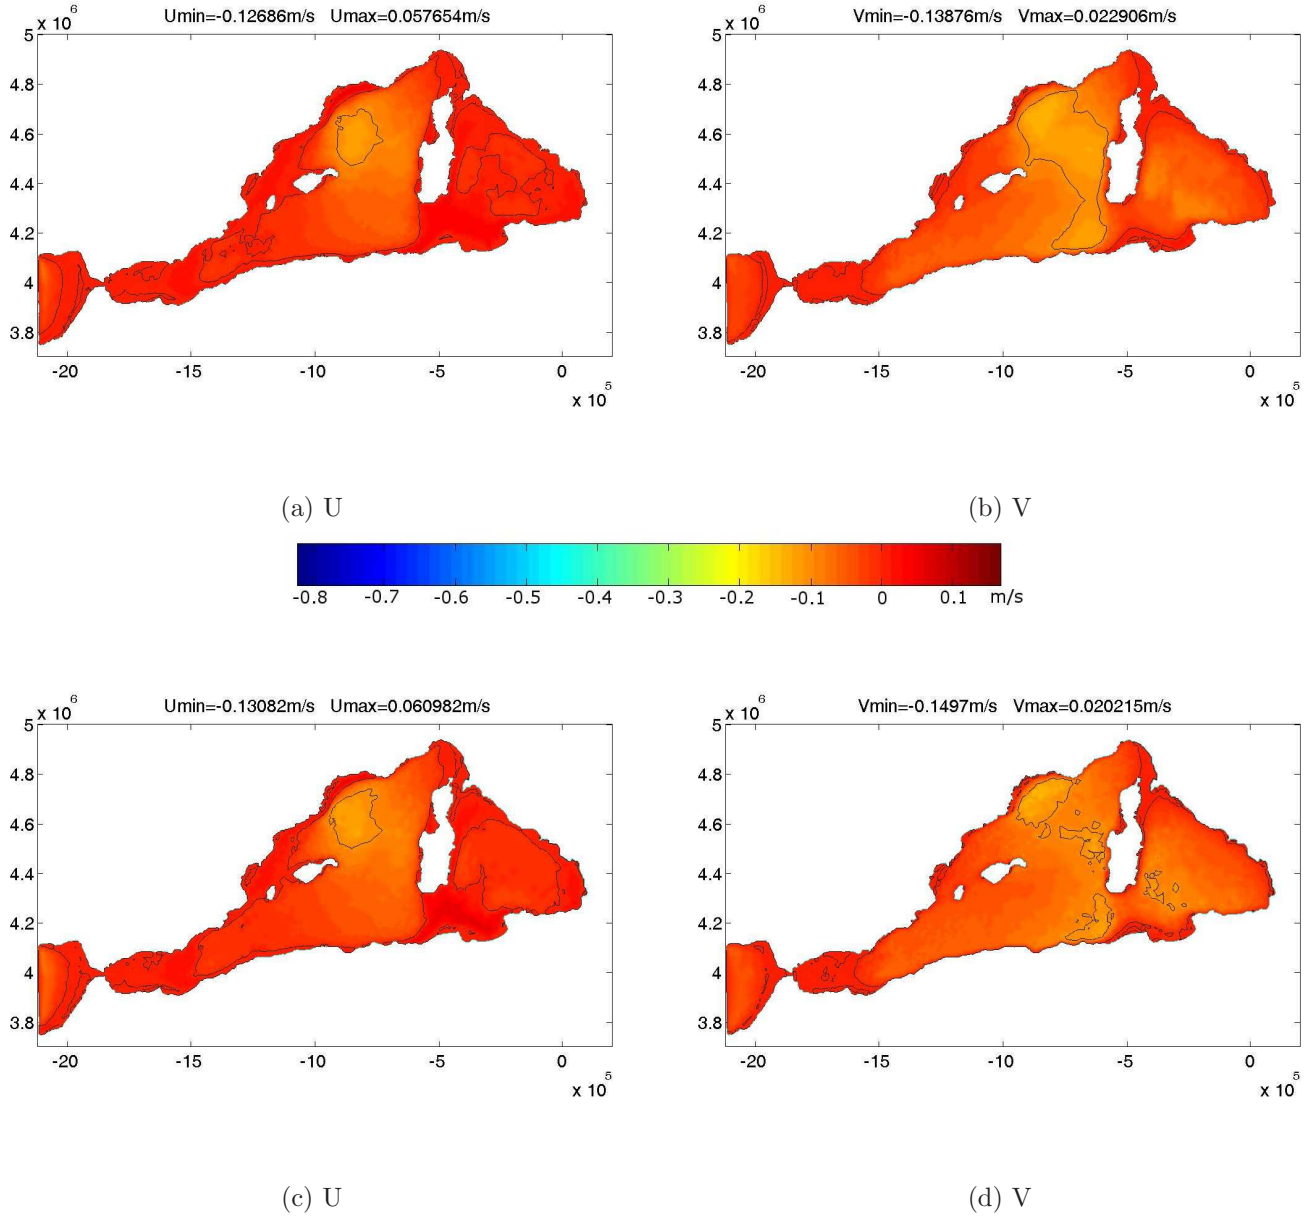 x 10^6 Umin=-0.12686m/s Umax=0.057654m/s
5
4.8
4.6
4.4
4.2
4
3.8
-20 -15 -10 -5 0
x 10^5
(a) U
x 10^6 Vmin=-0.13876m/s Vmax=0.022906m/s
5
4.8
4.6
4.4
4.2
4
3.8
-20 -15 -10 -5 0
x 10^5
(b) V
-0.8 -0.7 -0.6 -0.5 -0.4 -0.3 -0.2 -0.1 0 0.1 m/s
x 10^6 Umin=-0.13082m/s Umax=0.060982m/s
5
4.8
4.6
4.4
4.2
4
3.8
-20 -15 -10 -5 0
x 10^5
(c) U
x 10^6 Vmin=-0.1497m/s Vmax=0.020215m/s
5
4.8
4.6
4.4
4.2
4
3.8
-20 -15 -10 -5 0
x 10^5
(d) V